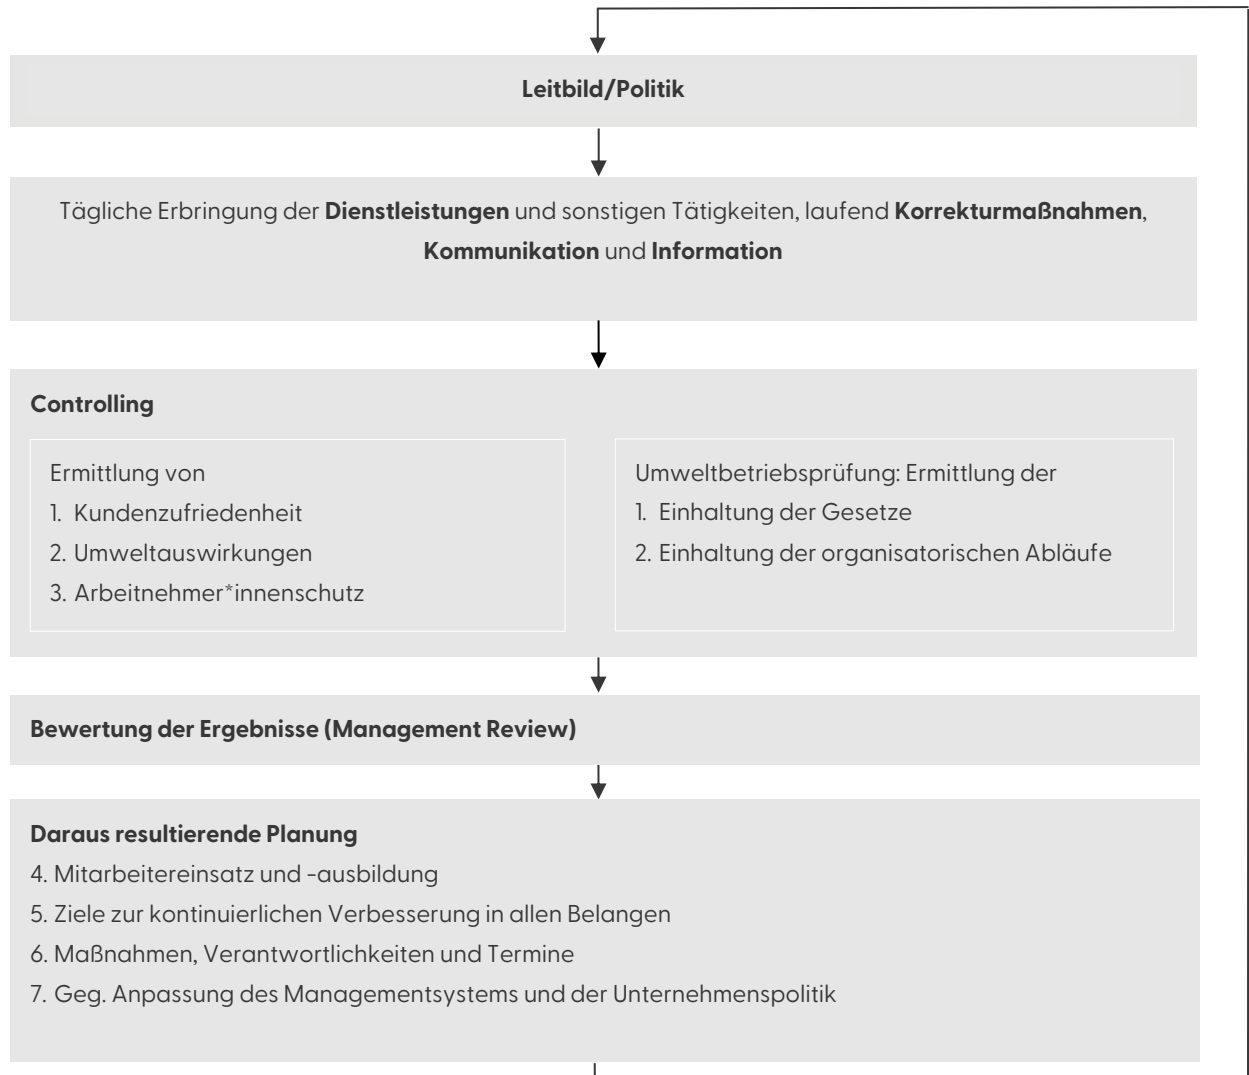 Leitbild/Politik
Tägliche Erbringung der Dienstleistungen und sonstigen Tätigkeiten, laufend Korrekturmaßnahmen,
Kommunikation und Information
Controlling
Ermittlung von
1. Kundenzufriedenheit
2. Umweltauswirkungen
3. Arbeitnehmer*innenschutz
Umweltbetriebsprüfung: Ermittlung der
1. Einhaltung der Gesetze
2. Einhaltung der organisatorischen Abläufe
Bewertung der Ergebnisse (Management Review)
Daraus resultierende Planung
4. Mitarbeitereinsatz und -ausbildung
5. Ziele zur kontinuierlichen Verbesserung in allen Belangen
6. Maßnahmen, Verantwortlichkeiten und Termine
7. Geg. Anpassung des Managementsystems und der Unternehmenspolitik